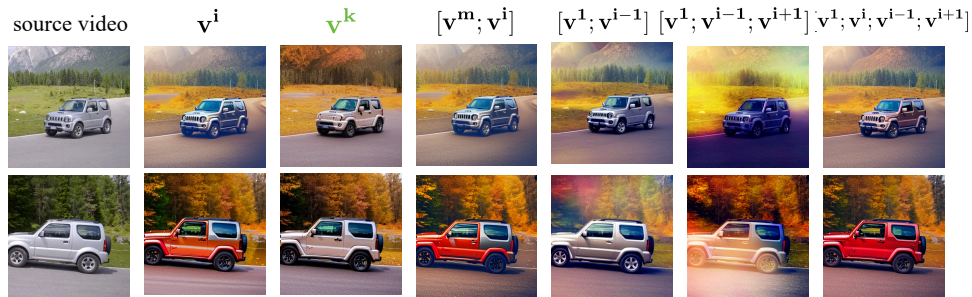 source video v^i v^k [v^m; v^i] [v^1; v^{i-1}] [v^1; v^{i-1}; v^{i+1}] v^1; v^i; v^{i-1}; v^{i+1}]